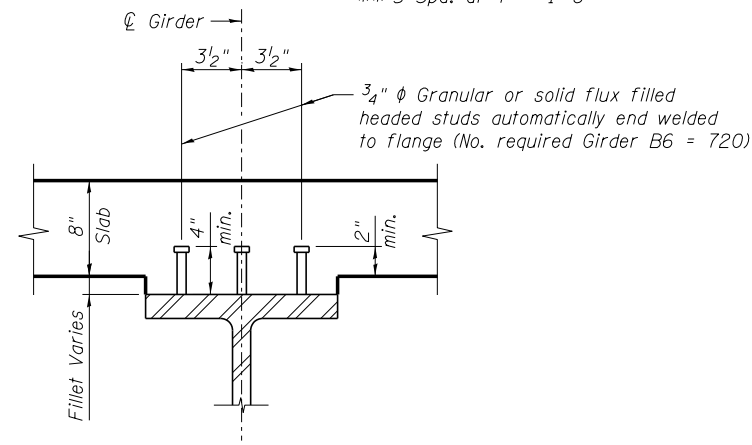 ℄ Girder
3½" 3½"
¾" ϕ Granular or solid flux filled
headed studs automatically end welded
to flange (No. required Girder B6 = 720)
8"
Slab
4"
min.
2"
min.
Fillet Varies